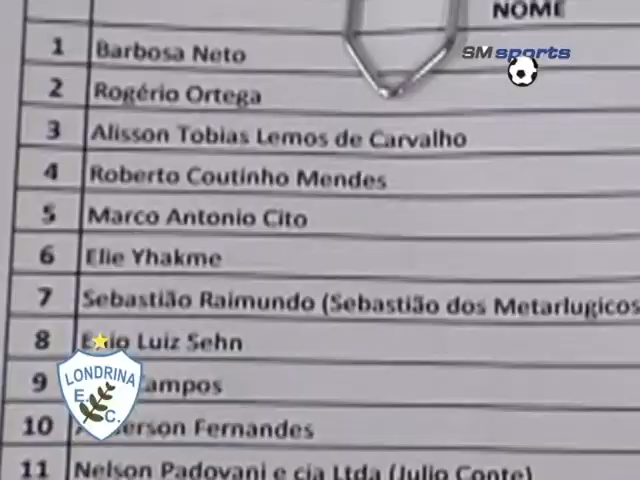 NOME
SMsports
1 Barbosa Neto
2 Rogério Ortega
3 Alisson Tobias Lemos de Carvalho
4 Roberto Coutinho Mendes
5 Marco Antonio Cito
6 Elie Yhakme
7 Sebastião Raimundo (Sebastião dos Metarlugicos
8 Luiz Sehn
9 Campos
10 Fernandes
11 Nelson Padovani e cia Ltda (Julio Conte)
LONDRINA
E. C.